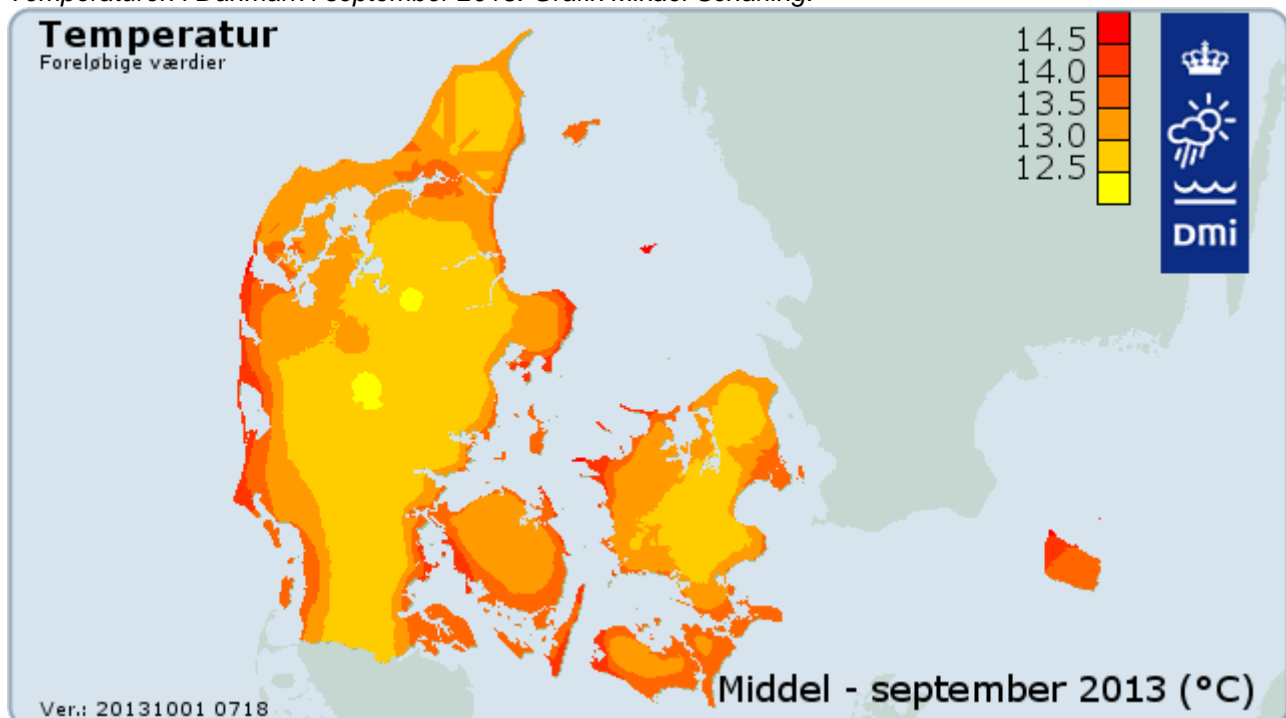 Temperatur
Foreløbige værdier
14.5
14.0
13.5
13.0
12.5
DMi
Middel - september 2013 (°C)
Ver.: 20131001 0718